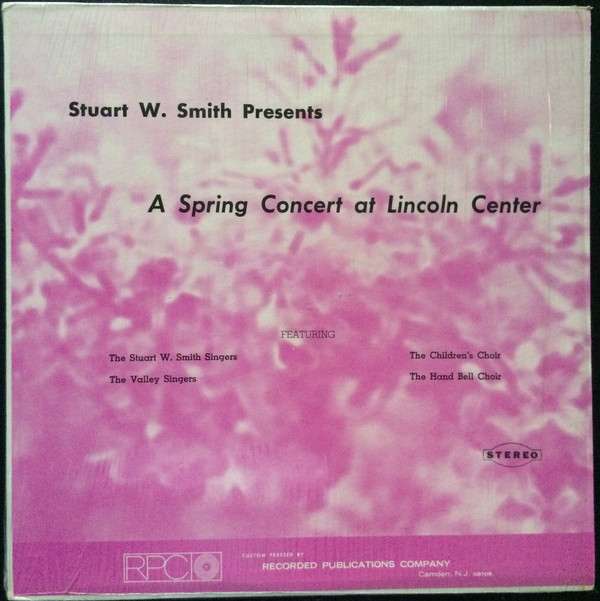 Stuart W. Smith Presents
A Spring Concert at Lincoln Center
FEATURING
The Stuart W. Smith Singers
The Children's Choir
The Valley Singers
The Hand Bell Choir
STEREO
RPC
CUSTOM PRESSED BY
RECORDED PUBLICATIONS COMPANY
Camden, N.J.